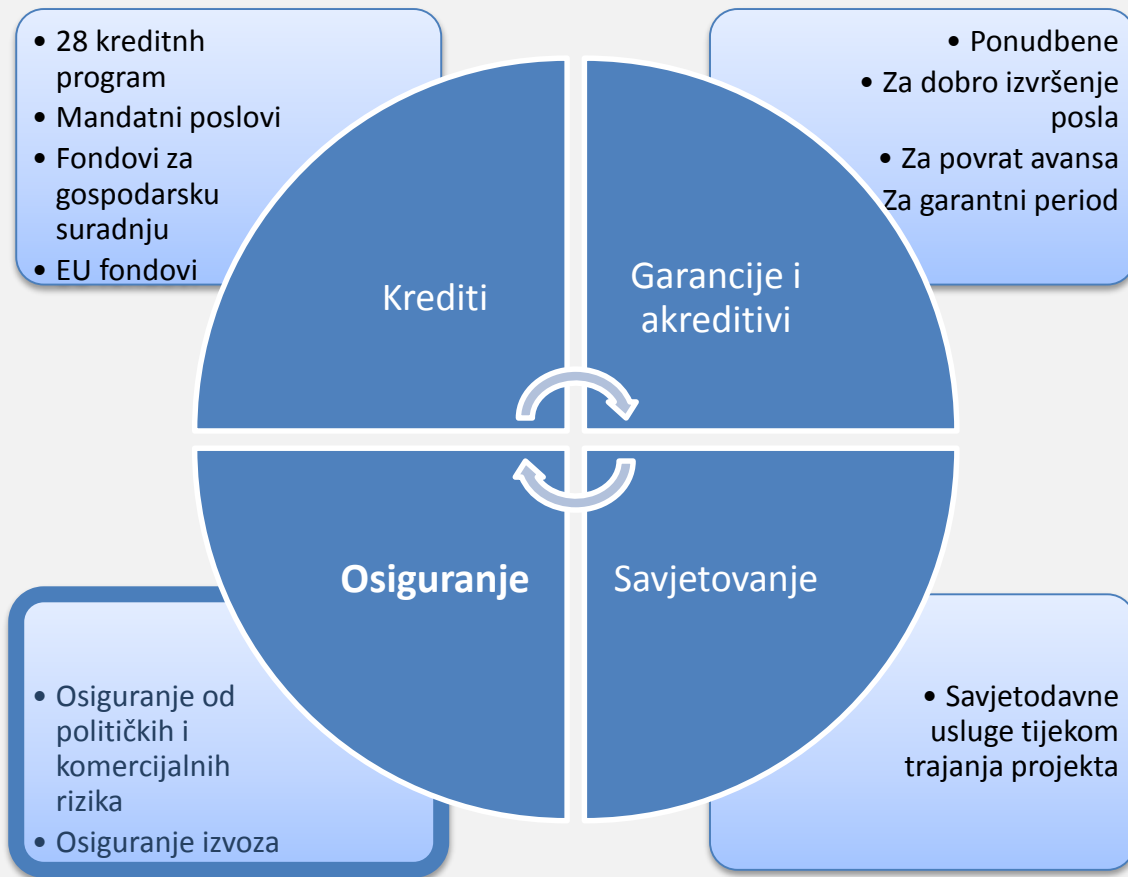 • 28 kreditnh
program
• Mandatni poslovi
• Fondovi za
gospodarsku
suradnju
• EU fondovi
• Ponudbene
• Za dobro izvršenje
posla
• Za povrat avansa
Za garantni period
Krediti
Garancije i
akreditivi
Osiguranje
Savjetovanje
• Osiguranje od
političkih i
komercijalnih
rizika
• Osiguranje izvoza
• Savjetodavne
usluge tijekom
trajanja projekta